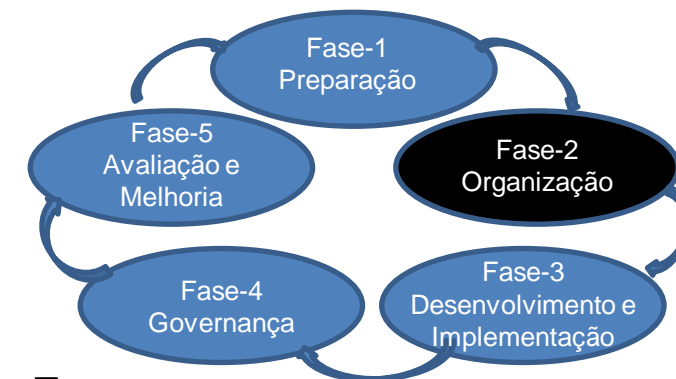 Fase-1
Preparação
Fase-2
Organização
Fase-3
Desenvolvimento e
Implementação
Fase-4
Governança
Fase-5
Avaliação e
Melhoria